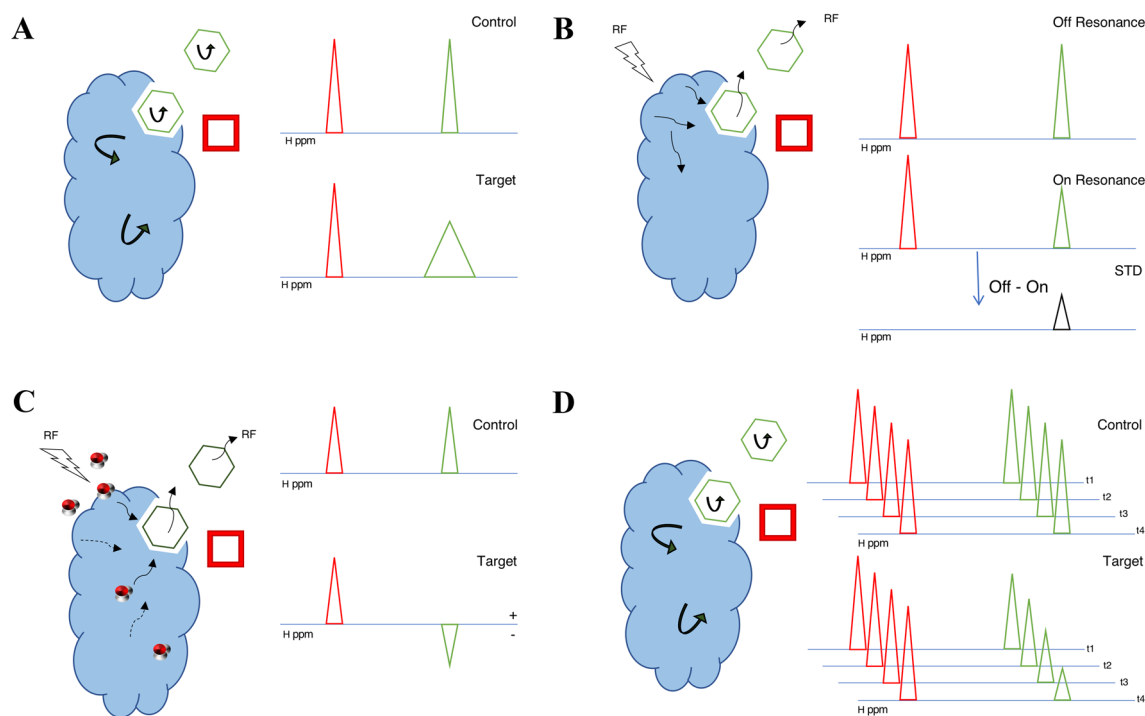 A
Control
H ppm
Target
H ppm
B
RF
RF
Off Resonance
H ppm
On Resonance
H ppm
Off - On
STD
H ppm
C
RF
RF
Control
H ppm
Target
+
H ppm
-
D
Control
t1
t2
t3
t4
H ppm
Target
t1
t2
t3
t4
H ppm